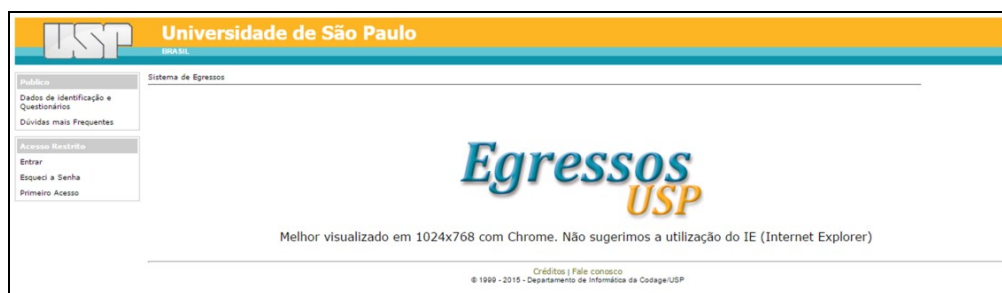 USP
Universidade de São Paulo
BRASIL
Publico
Dados de identificação e
Questionários
Dúvidas mais Frequentes
Acesso Restrito
Entrar
Esqueci a Senha
Primeiro Acesso
Sistema de Egressos
Egressos
USP
Melhor visualizado em 1024x768 com Chrome. Não sugerimos a utilização do IE (Internet Explorer)
Créditos | Fale conosco
© 1999 - 2015 - Departamento de Informática da Codage/USP